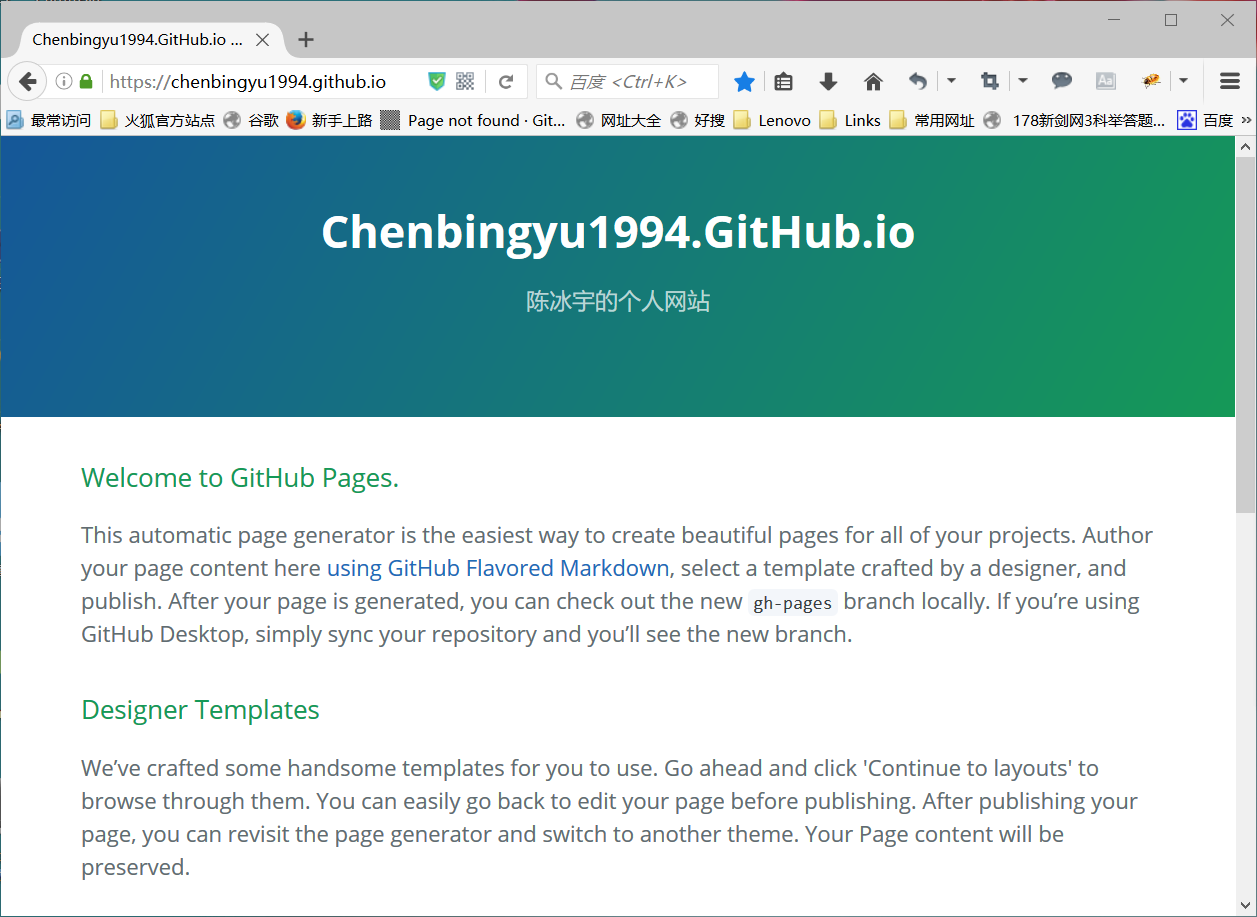 Chenbingyu1994.GitHub.io ...
https://chenbingyu1994.github.io
百度 <Ctrl+K>
Aa
最常访问 火狐官方站点 谷歌 新手上路 Page not found · Git... 网址大全 好搜 Lenovo Links 常用网址 178新剑网3科举答题... 百度 »
Chenbingyu1994.GitHub.io
陈冰宇的个人网站
Welcome to GitHub Pages.
This automatic page generator is the easiest way to create beautiful pages for all of your projects. Author
your page content here using GitHub Flavored Markdown, select a template crafted by a designer, and
publish. After your page is generated, you can check out the new gh-pages branch locally. If you’re using
GitHub Desktop, simply sync your repository and you’ll see the new branch.
Designer Templates
We’ve crafted some handsome templates for you to use. Go ahead and click 'Continue to layouts' to
browse through them. You can easily go back to edit your page before publishing. After publishing your
page, you can revisit the page generator and switch to another theme. Your Page content will be
preserved.